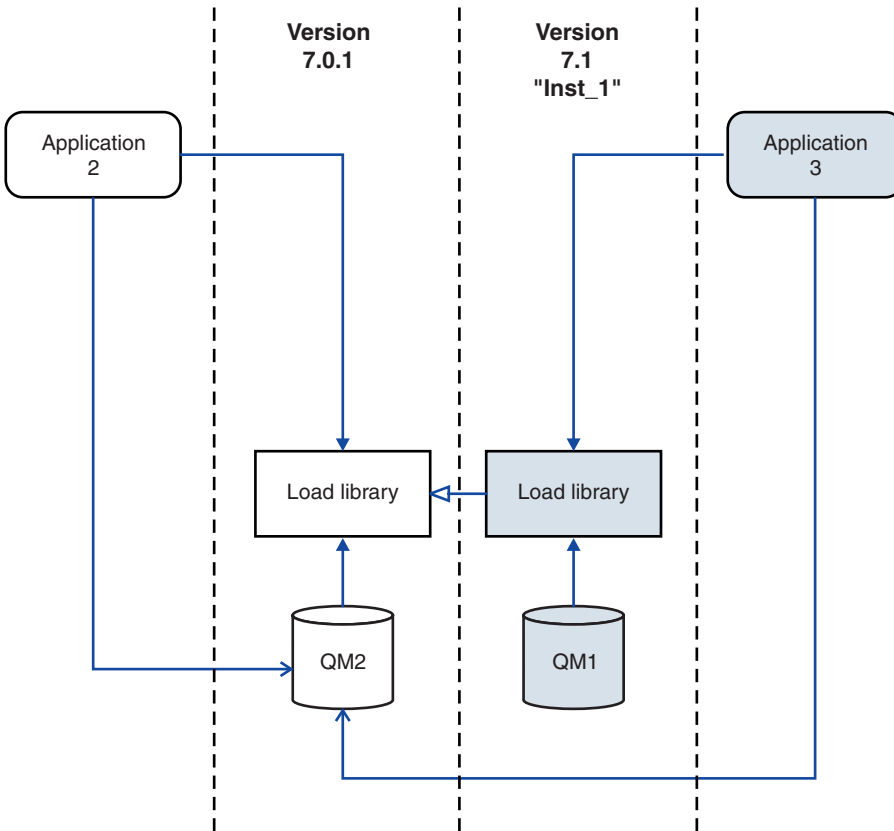 Version
7.0.1
Version
7.1
"Inst_1"
Application
2
Application
3
Load library
Load library
QM2
QM1